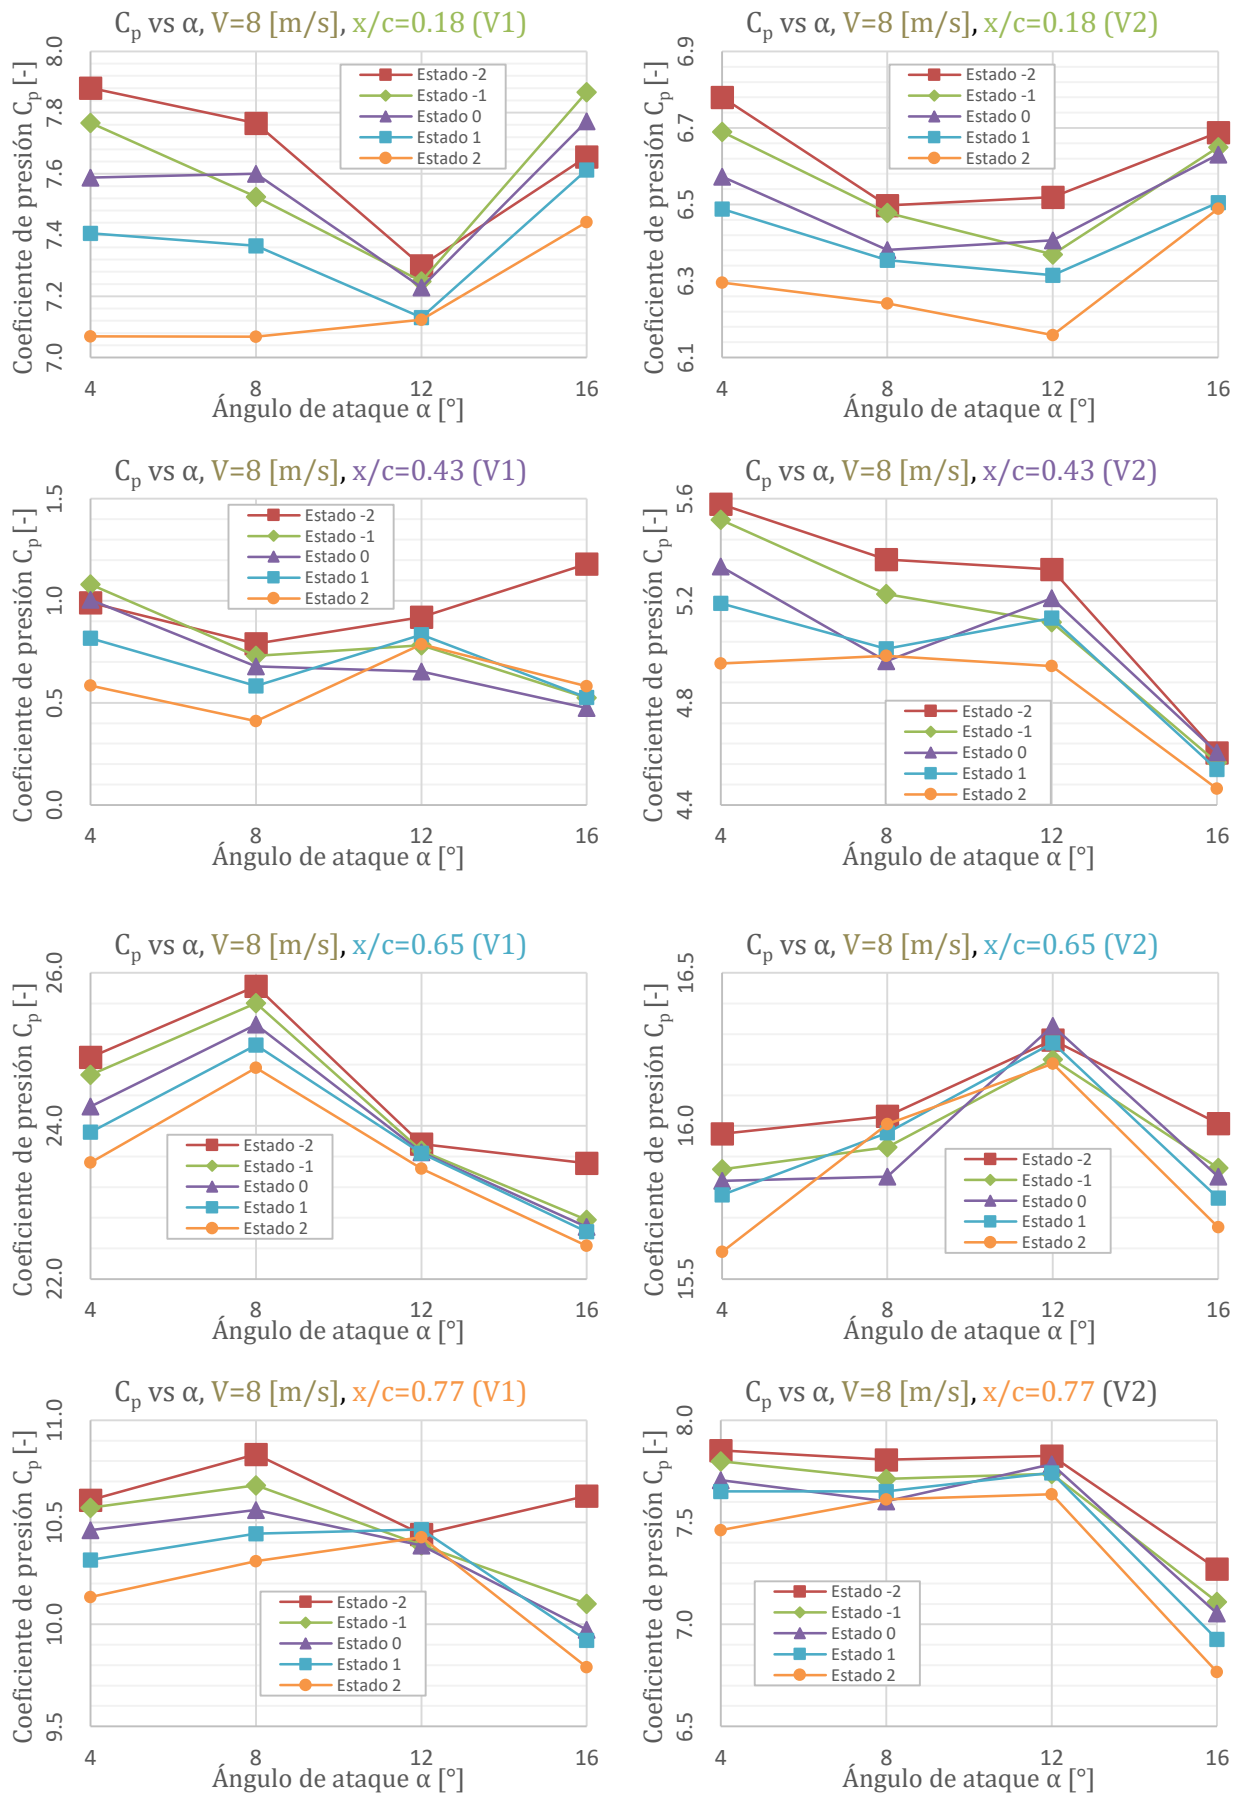 Cp vs α, V=8 [m/s], x/c=0.18 (V1)
Coeficiente de presión Cp [-]
8.0
7.8
7.6
7.4
7.2
7.0
Estado -2
Estado -1
Estado 0
Estado 1
Estado 2
4 8 12 16
Ángulo de ataque α [°]
Cp vs α, V=8 [m/s], x/c=0.18 (V2)
Coeficiente de presión Cp [-]
6.9
6.7
6.5
6.3
6.1
Estado -2
Estado -1
Estado 0
Estado 1
Estado 2
4 8 12 16
Ángulo de ataque α [°]
Cp vs α, V=8 [m/s], x/c=0.43 (V1)
Coeficiente de presión Cp [-]
1.5
1.0
0.5
0.0
Estado -2
Estado -1
Estado 0
Estado 1
Estado 2
4 8 12 16
Ángulo de ataque α [°]
Cp vs α, V=8 [m/s], x/c=0.43 (V2)
Coeficiente de presión Cp [-]
5.6
5.2
4.8
4.4
Estado -2
Estado -1
Estado 0
Estado 1
Estado 2
4 8 12 16
Ángulo de ataque α [°]
Cp vs α, V=8 [m/s], x/c=0.65 (V1)
Coeficiente de presión Cp [-]
26.0
24.0
22.0
Estado -2
Estado -1
Estado 0
Estado 1
Estado 2
4 8 12 16
Ángulo de ataque α [°]
Cp vs α, V=8 [m/s], x/c=0.65 (V2)
Coeficiente de presión Cp [-]
16.5
16.0
15.5
Estado -2
Estado -1
Estado 0
Estado 1
Estado 2
4 8 12 16
Ángulo de ataque α [°]
Cp vs α, V=8 [m/s], x/c=0.77 (V1)
Coeficiente de presión Cp [-]
11.0
10.5
10.0
9.5
Estado -2
Estado -1
Estado 0
Estado 1
Estado 2
4 8 12 16
Ángulo de ataque α [°]
Cp vs α, V=8 [m/s], x/c=0.77 (V2)
Coeficiente de presión Cp [-]
8.0
7.5
7.0
6.5
Estado -2
Estado -1
Estado 0
Estado 1
Estado 2
4 8 12 16
Ángulo de ataque α [°]